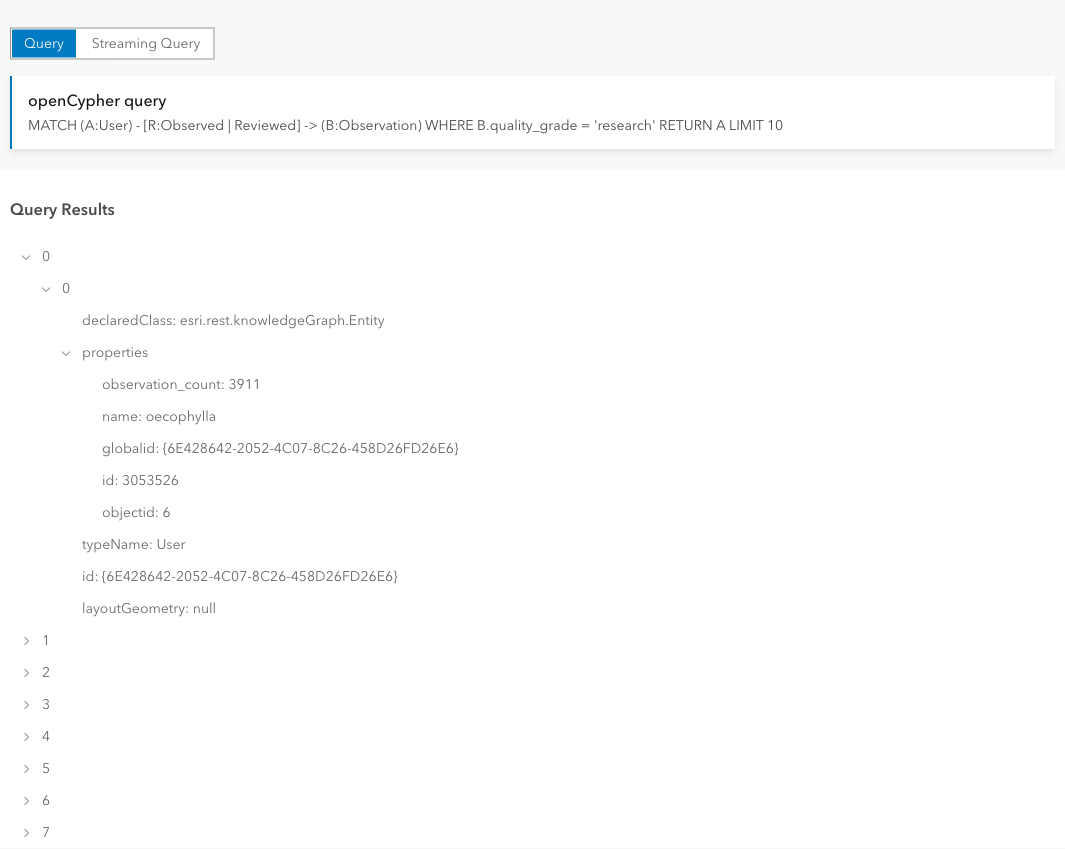 Query Streaming Query
openCypher query
MATCH (A:User) - [R:Observed | Reviewed] -> (B:Observation) WHERE B.quality_grade = 'research' RETURN A LIMIT 10
Query Results
0
0
declaredClass: esri.rest.knowledgeGraph.Entity
properties
observation_count: 3911
name: oecophylla
globalid: {6E428642-2052-4C07-8C26-458D26FD26E6}
id: 3053526
objectid: 6
typeName: User
id: {6E428642-2052-4C07-8C26-458D26FD26E6}
layoutGeometry: null
1
2
3
4
5
6
7